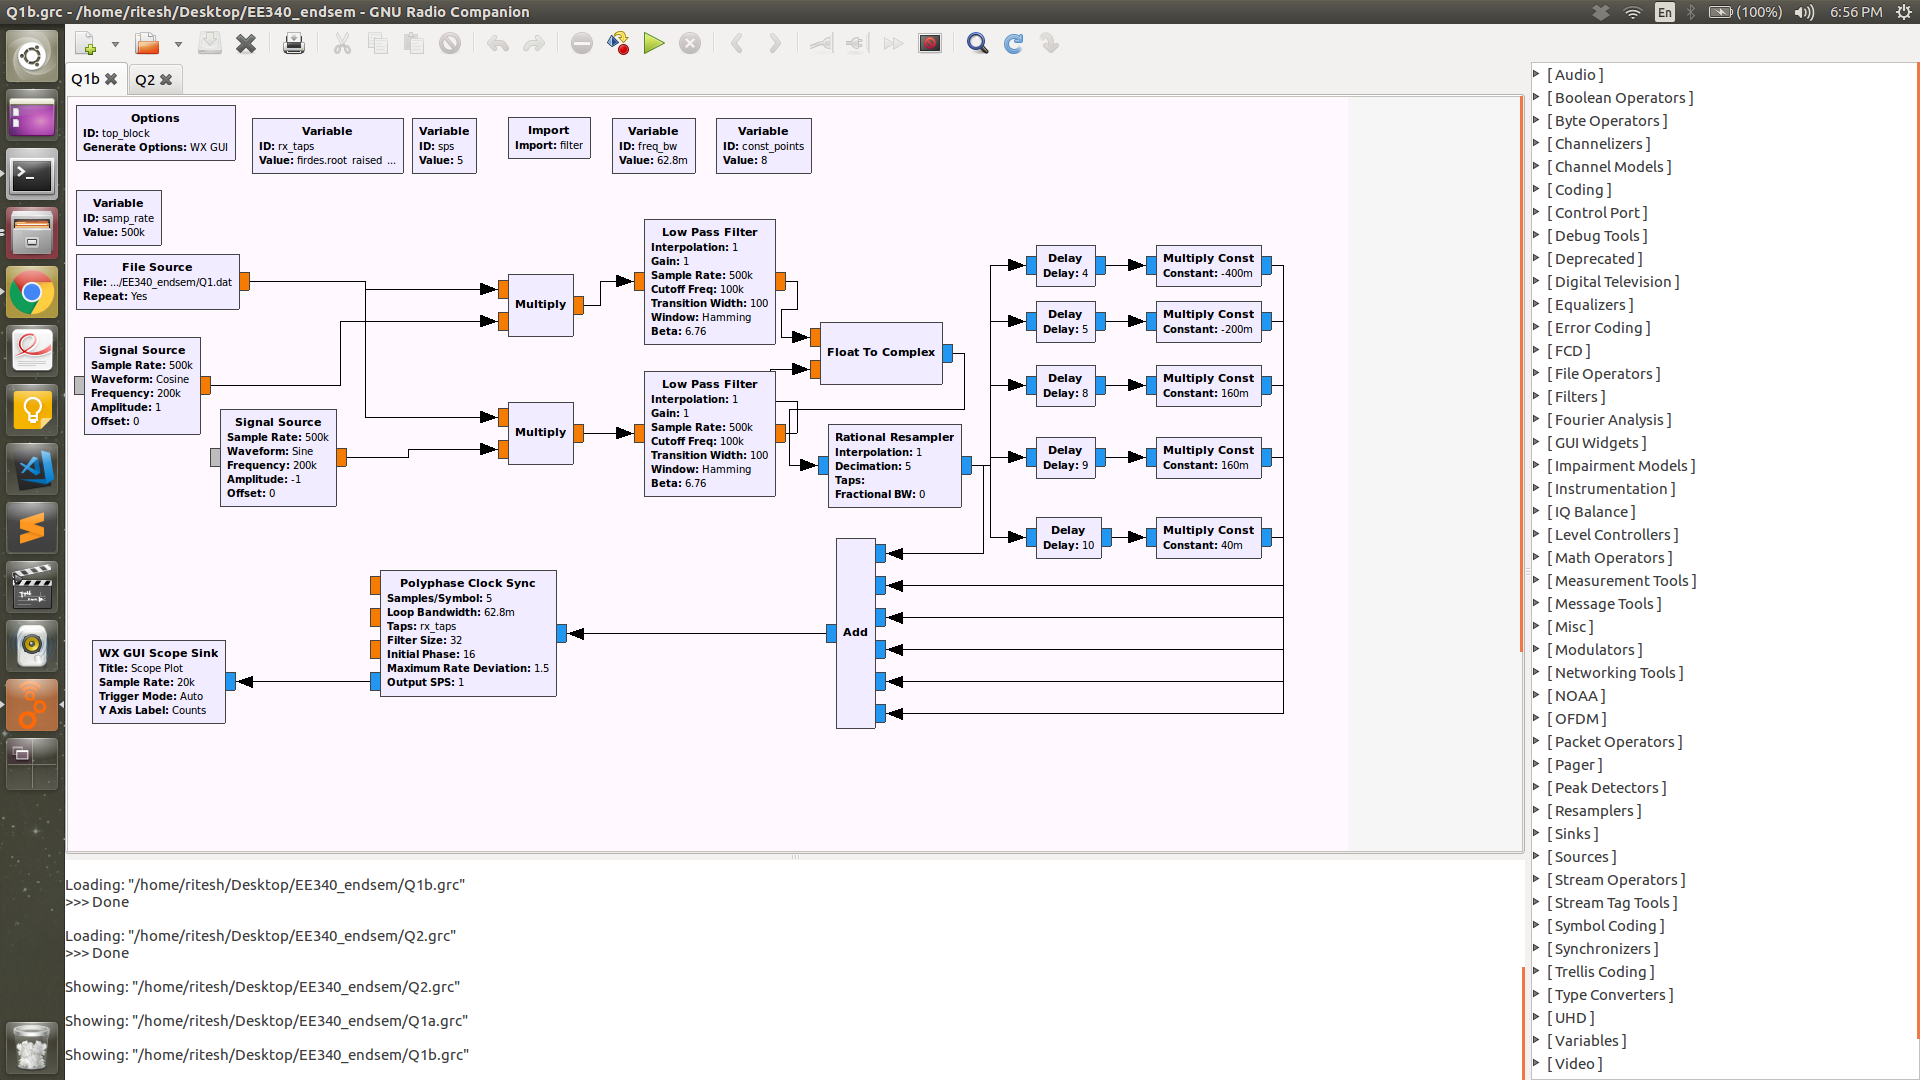 Q1b.grc - /home/ritesh/Desktop/EE340_endsem - GNU Radio Companion
En
(100%)
6:56 PM
Q1b
Q2
Options
ID: top_block
Generate Options: WX GUI
Variable
ID: rx_taps
Value: firdes.root_raised_...
Variable
ID: sps
Value: 5
Import
Import: filter
Variable
ID: freq_bw
Value: 62.8m
Variable
ID: const_points
Value: 8
Variable
ID: samp_rate
Value: 500k
File Source
File: .../EE340_endsem/Q1.dat
Repeat: Yes
Signal Source
Sample Rate: 500k
Waveform: Cosine
Frequency: 200k
Amplitude: 1
Offset: 0
Signal Source
Sample Rate: 500k
Waveform: Sine
Frequency: 200k
Amplitude: -1
Offset: 0
Multiply
Multiply
Low Pass Filter
Interpolation: 1
Gain: 1
Sample Rate: 500k
Cutoff Freq: 100k
Transition Width: 100
Window: Hamming
Beta: 6.76
Low Pass Filter
Interpolation: 1
Gain: 1
Sample Rate: 500k
Cutoff Freq: 100k
Transition Width: 100
Window: Hamming
Beta: 6.76
Float To Complex
Rational Resampler
Interpolation: 1
Decimation: 5
Taps:
Fractional BW: 0
Delay
Delay: 4
Multiply Const
Constant: -400m
Delay
Delay: 5
Multiply Const
Constant: -200m
Delay
Delay: 8
Multiply Const
Constant: 160m
Delay
Delay: 9
Multiply Const
Constant: 160m
Delay
Delay: 10
Multiply Const
Constant: 40m
Add
Polyphase Clock Sync
Samples/Symbol: 5
Loop Bandwidth: 62.8m
Taps: rx_taps
Filter Size: 32
Initial Phase: 16
Maximum Rate Deviation: 1.5
Output SPS: 1
WX GUI Scope Sink
Title: Scope Plot
Sample Rate: 20k
Trigger Mode: Auto
Y Axis Label: Counts
[ Audio ]
[ Boolean Operators ]
[ Byte Operators ]
[ Channelizers ]
[ Channel Models ]
[ Coding ]
[ Control Port ]
[ Debug Tools ]
[ Deprecated ]
[ Digital Television ]
[ Equalizers ]
[ Error Coding ]
[ FCD ]
[ File Operators ]
[ Filters ]
[ Fourier Analysis ]
[ GUI Widgets ]
[ Impairment Models ]
[ Instrumentation ]
[ IQ Balance ]
[ Level Controllers ]
[ Math Operators ]
[ Measurement Tools ]
[ Message Tools ]
[ Misc ]
[ Modulators ]
[ Networking Tools ]
[ NOAA ]
[ OFDM ]
[ Packet Operators ]
[ Pager ]
[ Peak Detectors ]
[ Resamplers ]
[ Sinks ]
[ Sources ]
[ Stream Operators ]
[ Stream Tag Tools ]
[ Symbol Coding ]
[ Synchronizers ]
[ Trellis Coding ]
[ Type Converters ]
[ UHD ]
[ Variables ]
[ Video ]
Loading: "/home/ritesh/Desktop/EE340_endsem/Q1b.grc"
>>> Done
Loading: "/home/ritesh/Desktop/EE340_endsem/Q2.grc"
>>> Done
Showing: "/home/ritesh/Desktop/EE340_endsem/Q2.grc"
Showing: "/home/ritesh/Desktop/EE340_endsem/Q1a.grc"
Showing: "/home/ritesh/Desktop/EE340_endsem/Q1b.grc"